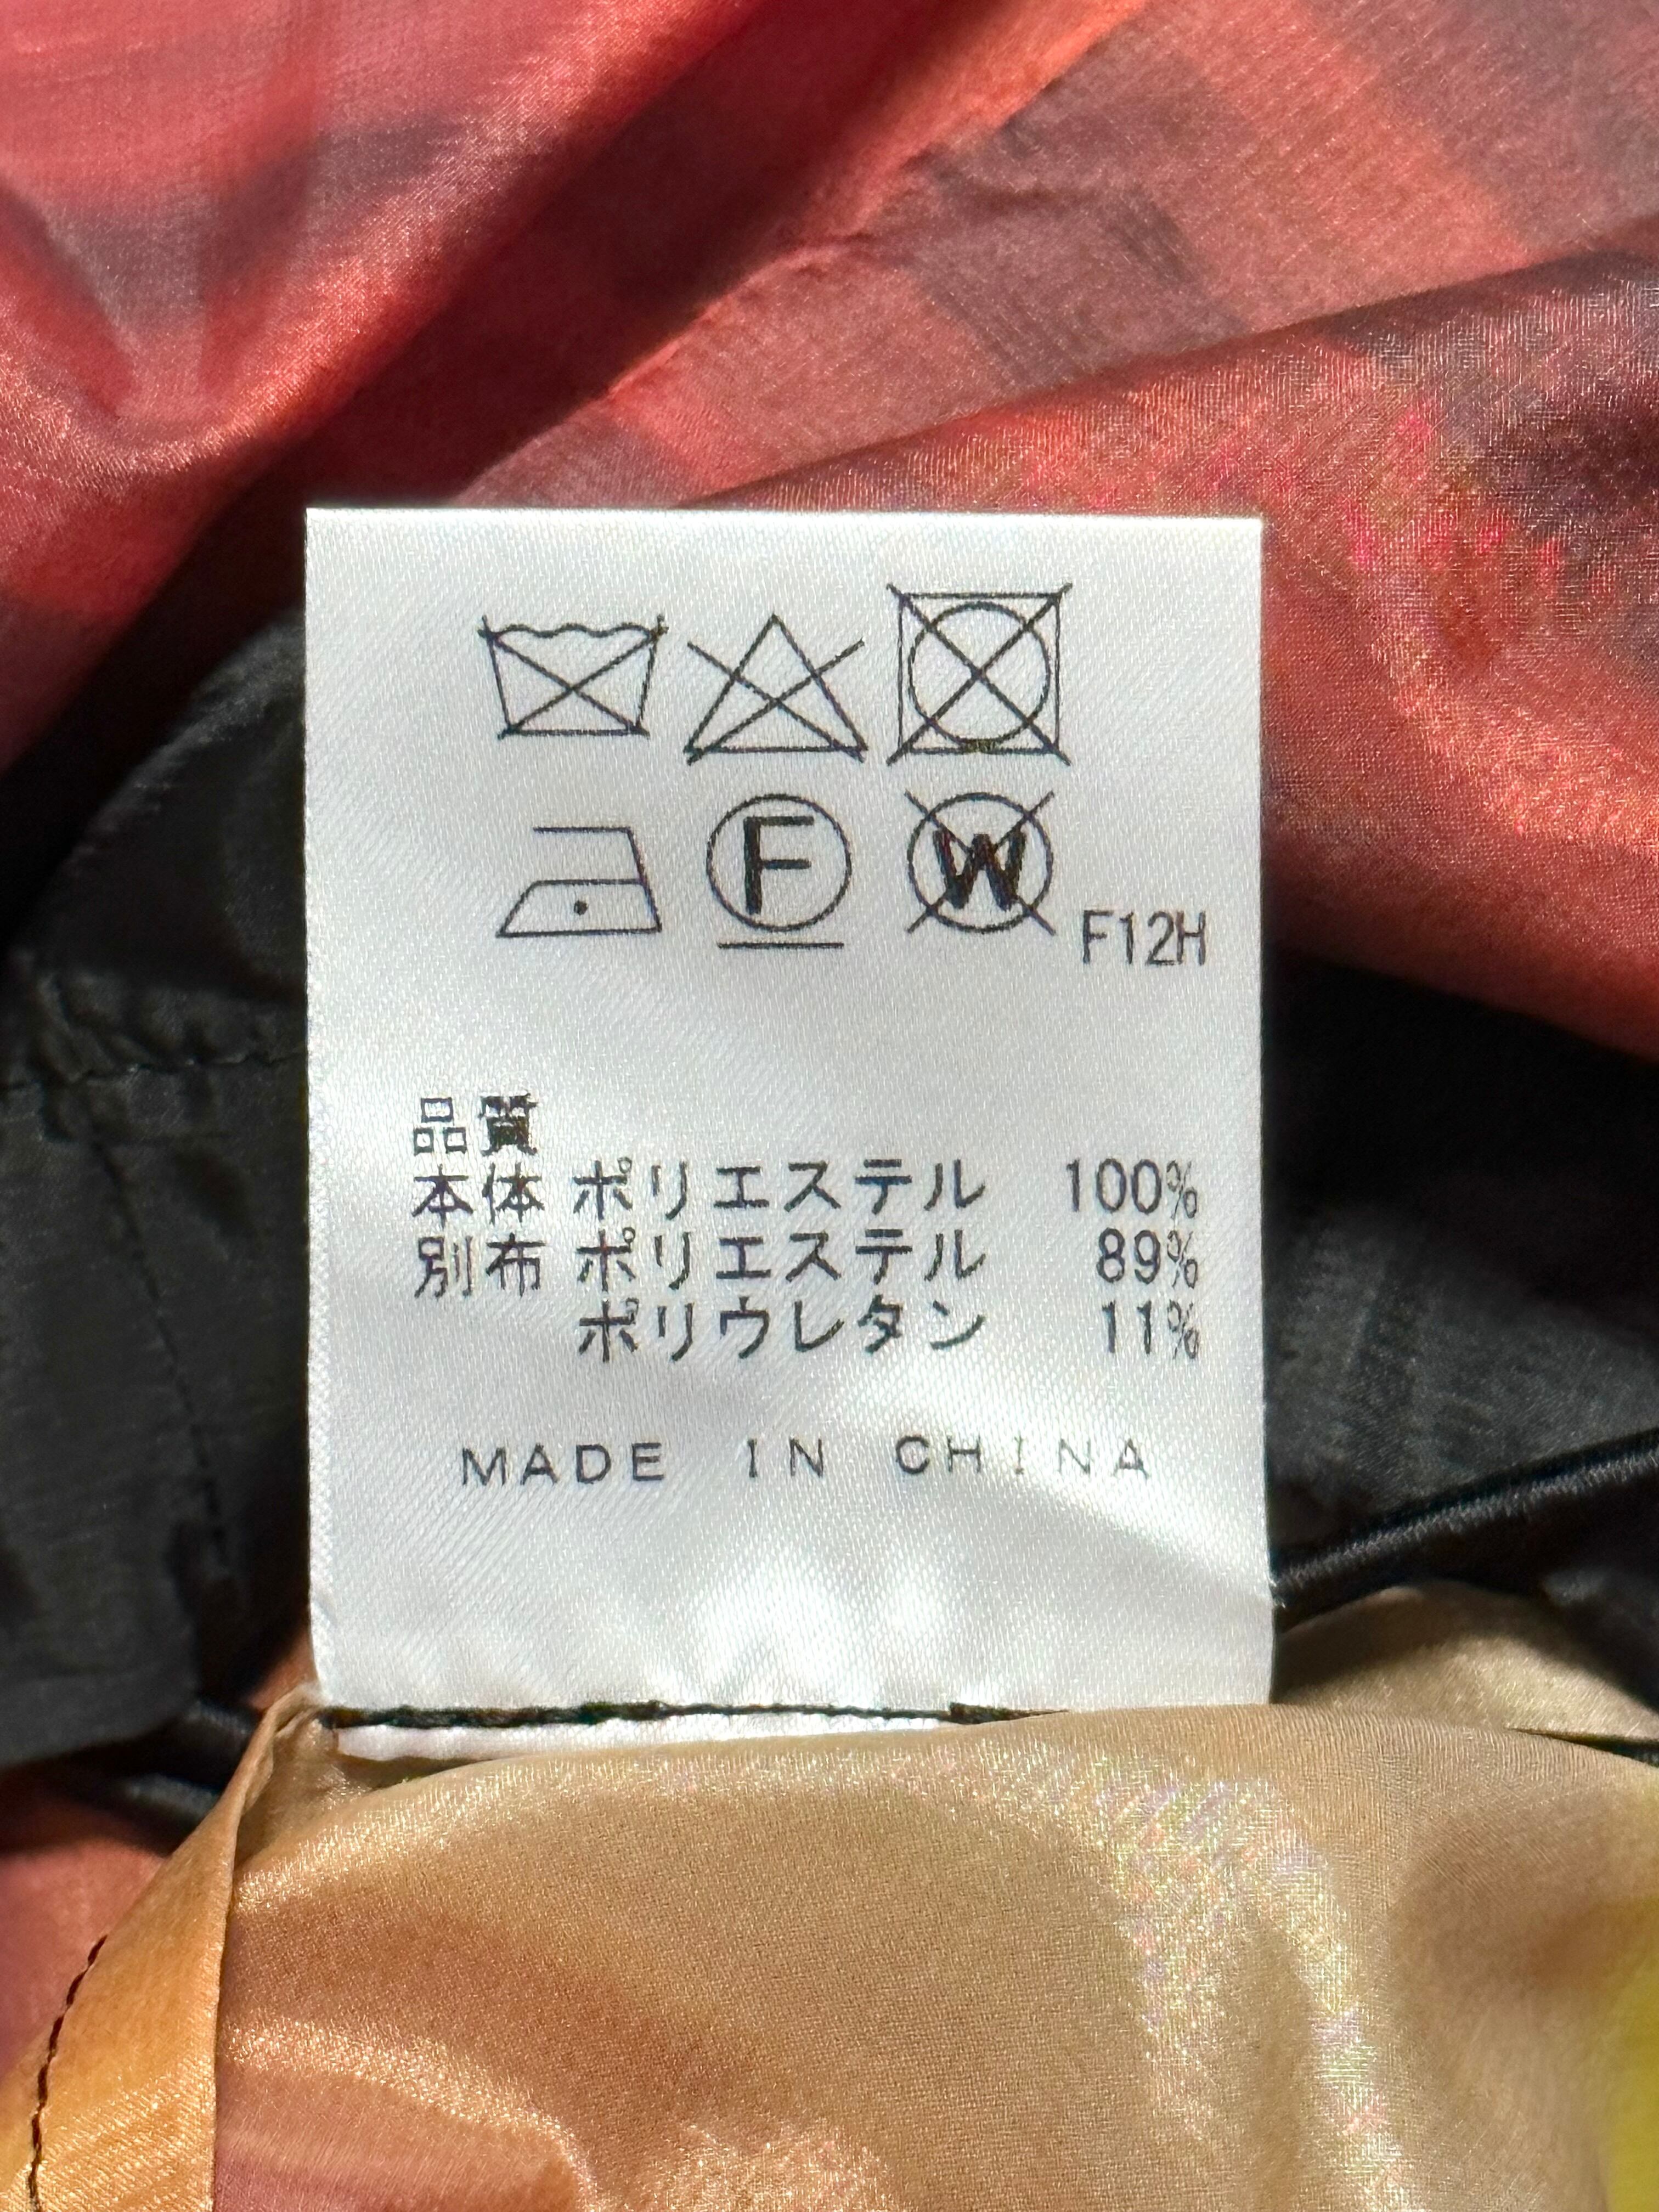 F W F12H
品質
本体 ポリエステル 100%
別布 ポリエステル 89%
ポリウレタン 11%
MADE IN CHINA